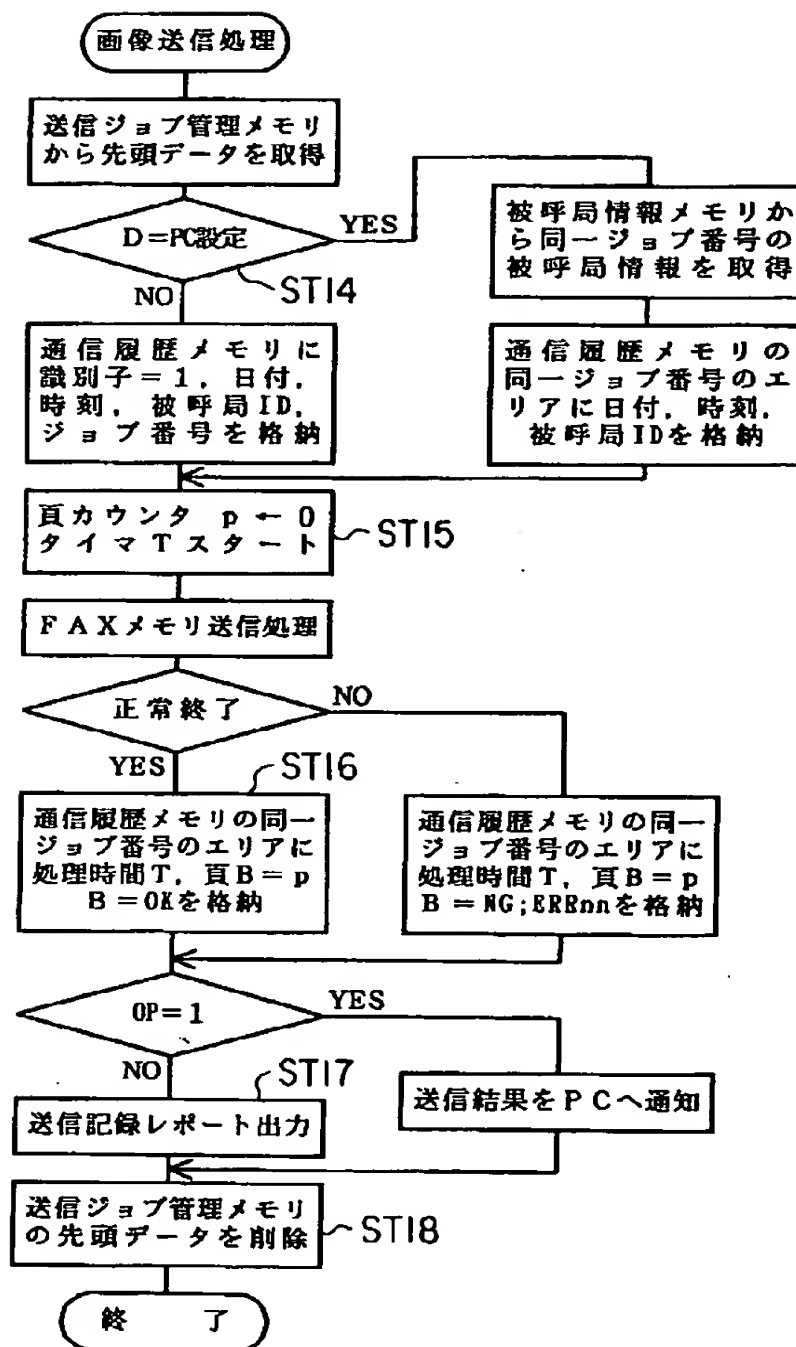 画像送信処理
送信ジョブ管理メモリ
から先頭データを取得
D=PC設定
YES
ST14
NO
被呼局情報メモリか
ら同一ジョブ番号の
被呼局情報を取得
通信履歴メモリに
識別子=1,日付,
時刻,被呼局ID,
ジョブ番号を格納
通信履歴メモリの
同一ジョブ番号のエ
リアに日付,時刻,
被呼局IDを格納
頁カウンタ p ← 0
タイマTスタート
ST15
FAXメモリ送信処理
正常終了
NO
YES
ST16
通信履歴メモリの同一
ジョブ番号のエリアに
処理時間T,頁B=p
B=OKを格納
通信履歴メモリの同一
ジョブ番号のエリアに
処理時間T,頁B=p
B=NG;ERRnnを格納
OP=1
YES
NO
ST17
送信記録レポート出力
送信結果をPCへ通知
送信ジョブ管理メモリ
の先頭データを削除
ST18
終 了